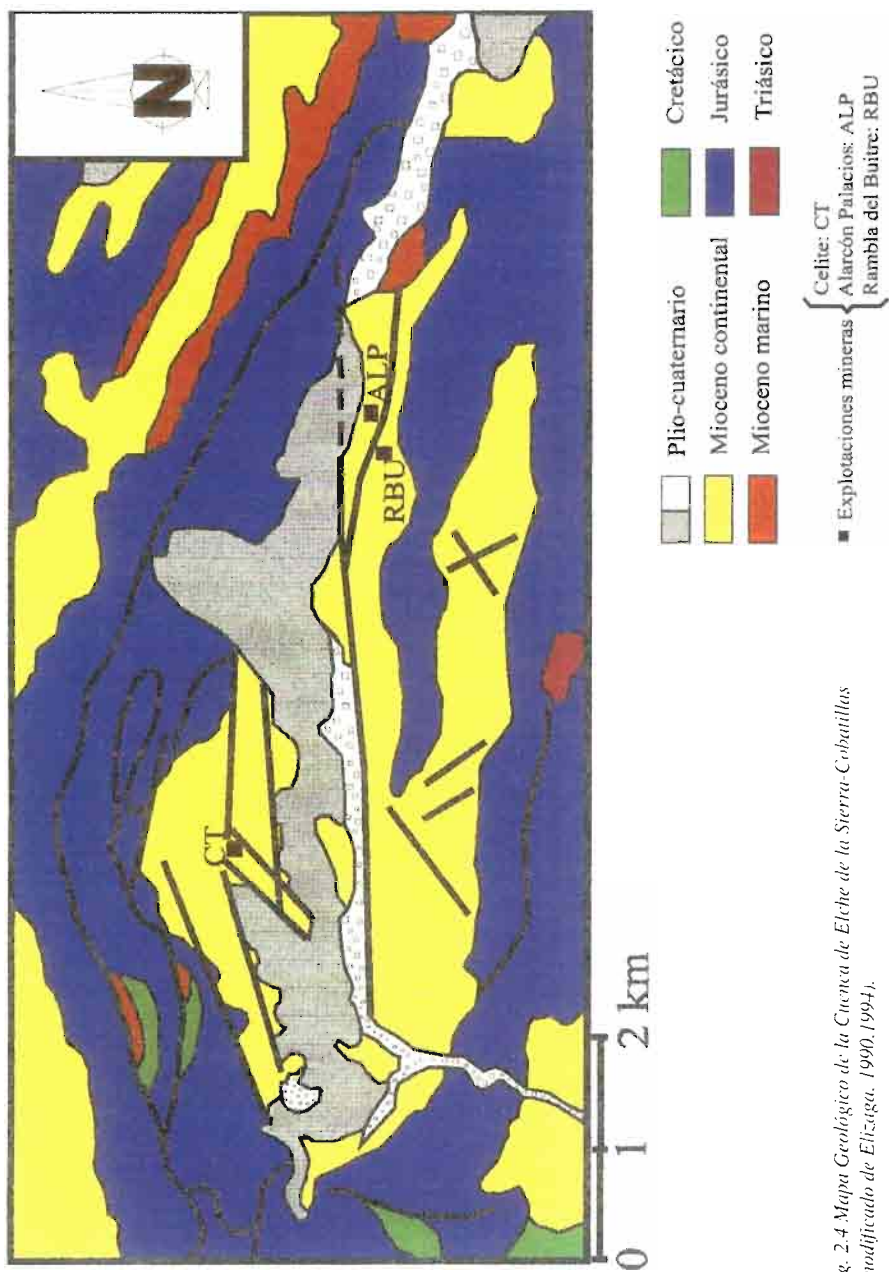 N
CT
ALP
RBU
0 1 2 km
Plio-cuaternario
Mioceno continental
Mioceno marino
Cretácico
Jurásico
Triásico
Explotaciones mineras
Celite: CT
Alarcón Palacios: ALP
Rambla del Buitre: RBU
g. 2.4 Mapa Geológico de la Cuenca de Elche de la Sierra-Cobatillas
modificado de Elízaga, 1990,1994).